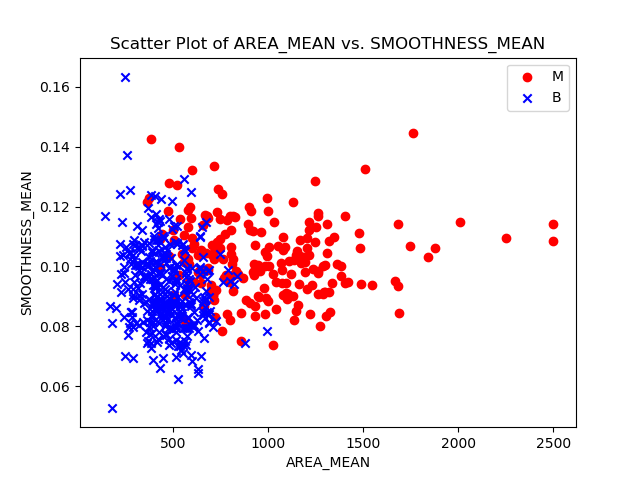 Scatter Plot of AREA_MEAN vs. SMOOTHNESS_MEAN
M
B
0.16
0.14
0.12
0.10
0.08
0.06
SMOOTHNESS_MEAN
500
1000
1500
2000
2500
AREA_MEAN